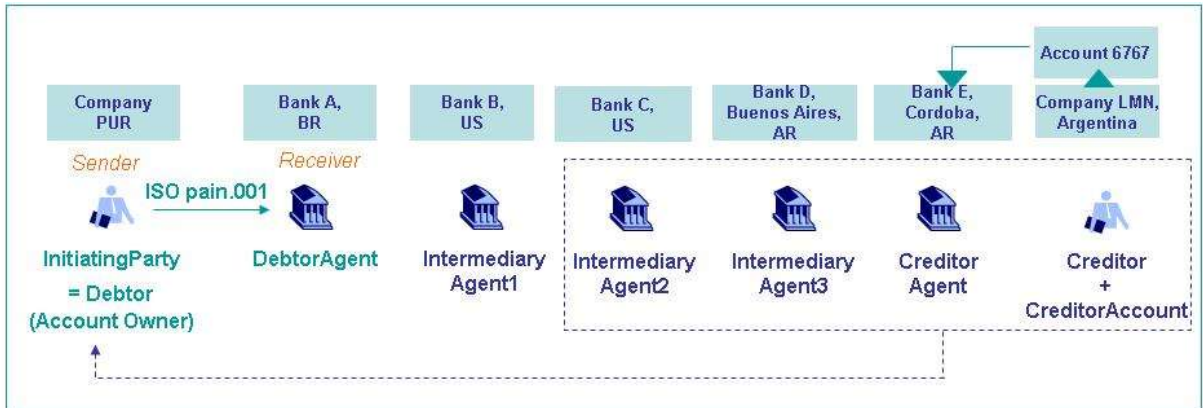 Account 6767
Company
PUR
Bank A,
BR
Bank B,
US
Bank C,
US
Bank D,
Buenos Aires,
AR
Bank E,
Cordoba,
AR
Company LMN,
Argentina
Sender
Receiver
ISO pain.001
InitiatingParty
= Debtor
(Account Owner)
DebtorAgent
Intermediary
Agent1
Intermediary
Agent2
Intermediary
Agent3
Creditor
Agent
Creditor
+
CreditorAccount